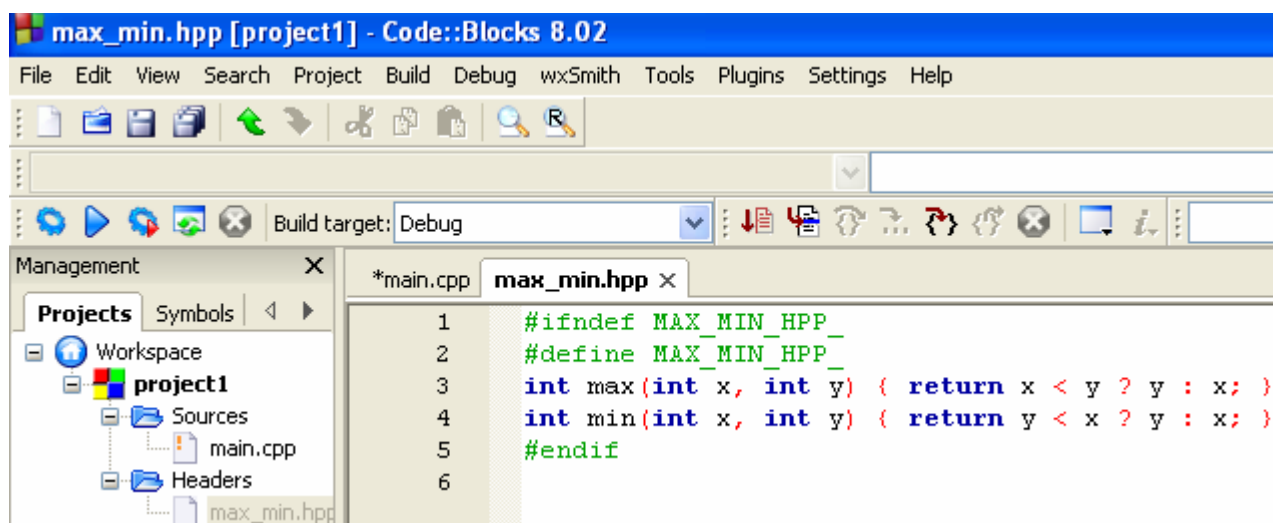 max_min.hpp [project1] - Code::Blocks 8.02
File Edit View Search Project Build Debug wxSmith Tools Plugins Settings Help
Build target: Debug
Management
Projects Symbols
Workspace
project1
Sources
main.cpp
Headers
max_min.hpp
*main.cpp max_min.hpp
1 #ifndef MAX_MIN_HPP_
2 #define MAX_MIN_HPP_
3 int max(int x, int y) { return x < y ? y : x; }
4 int min(int x, int y) { return y < x ? y : x; }
5 #endif
6